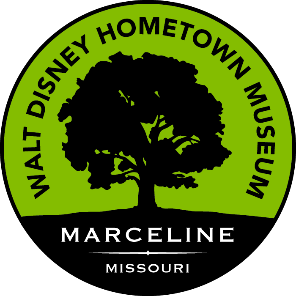 WALT DISNEY HOMETOWN MUSEUM
MARCELINE
MISSOURI